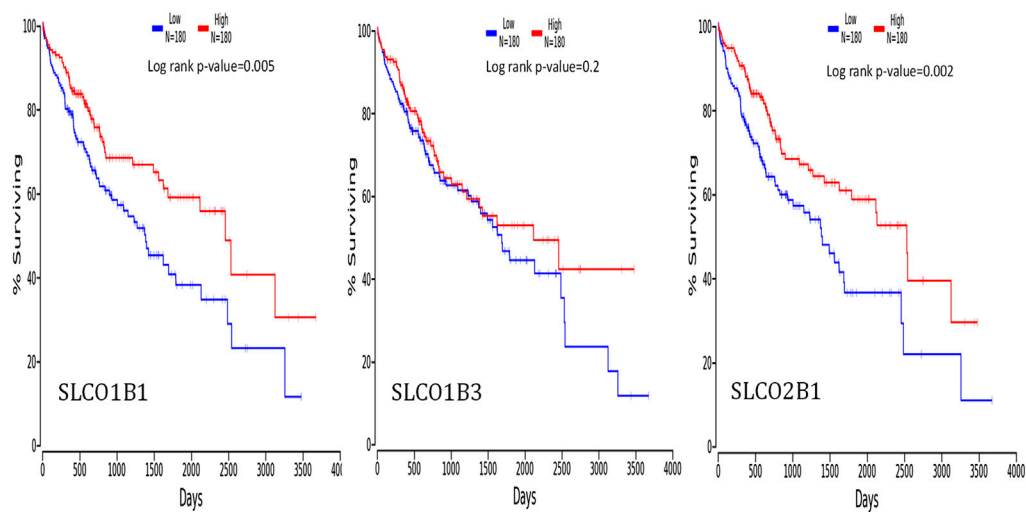 Low High
N=180 N=180
Log rank p-value=0.005
% Surviving
100
80
60
40
20
0
SLCO1B1
0 500 1000 1500 2000 2500 3000 3500 400
Days
Low High
N=180 N=180
Log rank p-value=0.2
% Surviving
100
80
60
40
20
0
SLCO1B3
0 500 1000 1500 2000 2500 3000 3500 4000
Days
Low High
N=180 N=180
Log rank p-value=0.002
% Surviving
100
80
60
40
20
0
SLCO2B1
0 500 1000 1500 2000 2500 3000 3500 4000
Days